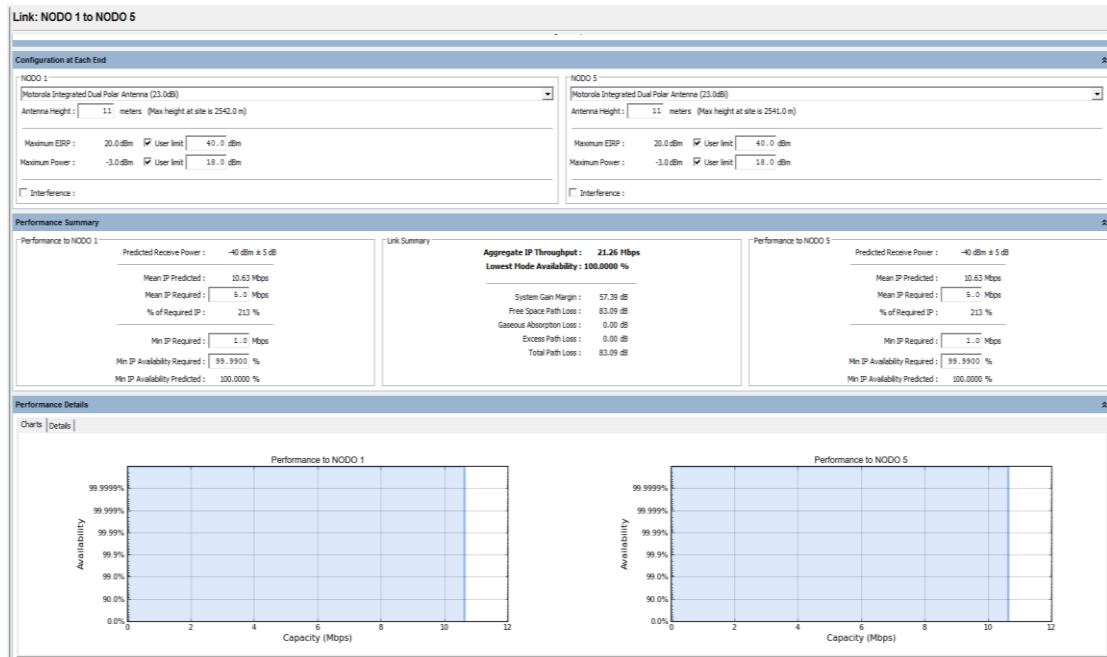 Link: NODO 1 to NODO 5
Configuration at Each End
NODO 1
Motorola Integrated Dual Polar Antenna (23.0dBi)
Antenna Height : 11 meters (Max height at site is 2542.0 m)
Maximum EIRP : 20.0 dBm User limit 40.0 dBm
Maximum Power : -3.0 dBm User limit 18.0 dBm
Interference :
NODO 5
Motorola Integrated Dual Polar Antenna (23.0dBi)
Antenna Height : 11 meters (Max height at site is 2541.0 m)
Maximum EIRP : 20.0 dBm User limit 40.0 dBm
Maximum Power : -3.0 dBm User limit 18.0 dBm
Interference :
Performance Summary
Performance to NODO 1
Predicted Receive Power : -40 dBm ± 5 dB
Mean IP Predicted : 10.63 Mbps
Mean IP Required : 5.0 Mbps
% of Required IP : 213 %
Min IP Required : 1.0 Mbps
Min IP Availability Required : 99.9900 %
Min IP Availability Predicted : 100.0000 %
Link Summary
Aggregate IP Throughput : 21.26 Mbps
Lowest Mode Availability : 100.0000 %
System Gain Margin : 57.39 dB
Free Space Path Loss : 83.09 dB
Gaseous Absorption Loss : 0.00 dB
Excess Path Loss : 0.00 dB
Total Path Loss : 83.09 dB
Performance to NODO 5
Predicted Receive Power : -40 dBm ± 5 dB
Mean IP Predicted : 10.63 Mbps
Mean IP Required : 5.0 Mbps
% of Required IP : 213 %
Min IP Required : 1.0 Mbps
Min IP Availability Required : 99.9900 %
Min IP Availability Predicted : 100.0000 %
Performance Details
Charts Details
Performance to NODO 1
99.9999%
99.999%
99.99%
99.9%
99.0%
90.0%
0.0%
Availability
0 2 4 6 8 10 12
Capacity (Mbps)
Performance to NODO 5
99.9999%
99.999%
99.99%
99.9%
99.0%
90.0%
0.0%
Availability
0 2 4 6 8 10 12
Capacity (Mbps)